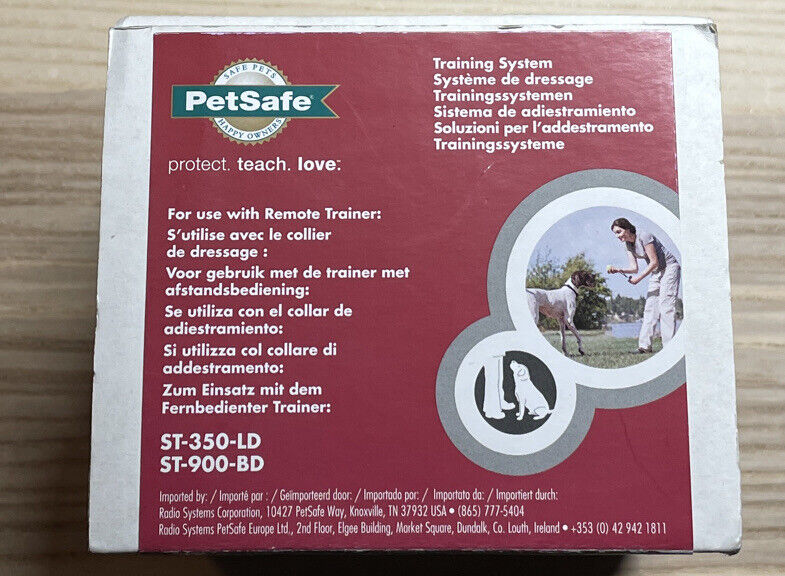 SAFE PETS
PetSafe®
HAPPY OWNERS
protect. teach. love.™
Training System
Système de dressage
Trainingssystemen
Sistema de adiestramiento
Soluzioni per l'addestramento
Trainingssysteme
For use with Remote Trainer:
S'utilise avec le collier
de dressage :
Voor gebruik met de trainer met
afstandsbediening:
Se utiliza con el collar de
adiestramiento:
Si utilizza col collare di
addestramento:
Zum Einsatz mit dem
Fernbedienter Trainer:
ST-350-LD
ST-900-BD
Imported by: / Importé par : / Geïmporteerd door: / Importado por: / Importato da: / Importiert durch:
Radio Systems Corporation, 10427 PetSafe Way, Knoxville, TN 37932 USA • (865) 777-5404
Radio Systems PetSafe Europe Ltd., 2nd Floor, Elgee Building, Market Square, Dundalk, Co. Louth, Ireland • +353 (0) 42 942 1811